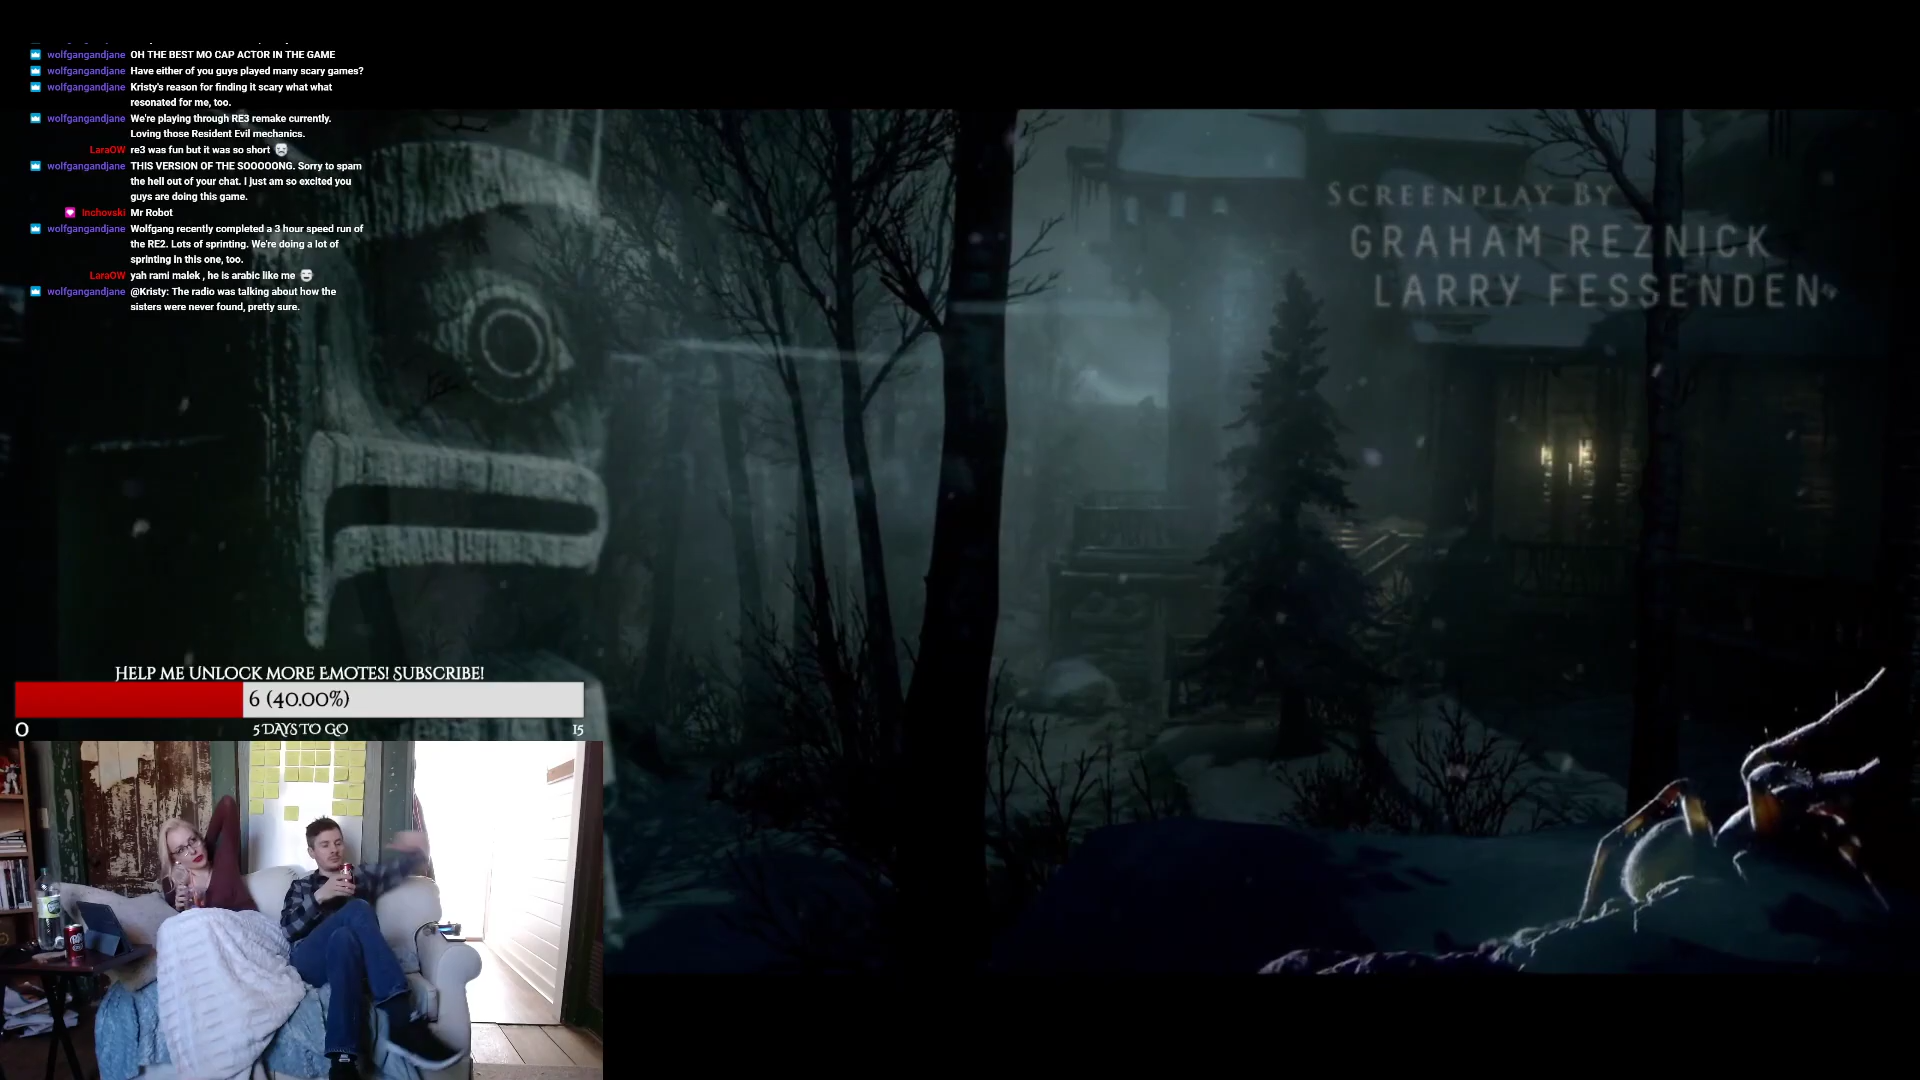 wolfgangandjane OH THE BEST MO CAP ACTOR IN THE GAME
wolfgangandjane Have either of you guys played many scary games?
wolfgangandjane Kristy's reason for finding it scary what what
resonated for me, too.
wolfgangandjane We're playing through RE3 remake currently.
Loving those Resident Evil mechanics.
LaraOW re3 was fun but it was so short
wolfgangandjane THIS VERSION OF THE SOOOOONG. Sorry to spam
the hell out of your chat. I just am so excited you
guys are doing this game.
Inchovski Mr Robot
wolfgangandjane Wolfgang recently completed a 3 hour speed run of
the RE2. Lots of sprinting. We're doing a lot of
sprinting in this one, too.
LaraOW yah rami malek , he is arabic like me
wolfgangandjane @Kristy: The radio was talking about how the
sisters were never found, pretty sure.
SCREENPLAY BY
GRAHAM REZNICK
LARRY FESSENDEN
HELP ME UNLOCK MORE EMOTES! SUBSCRIBE!
6 (40.00%)
0 5 DAYS TO GO 15